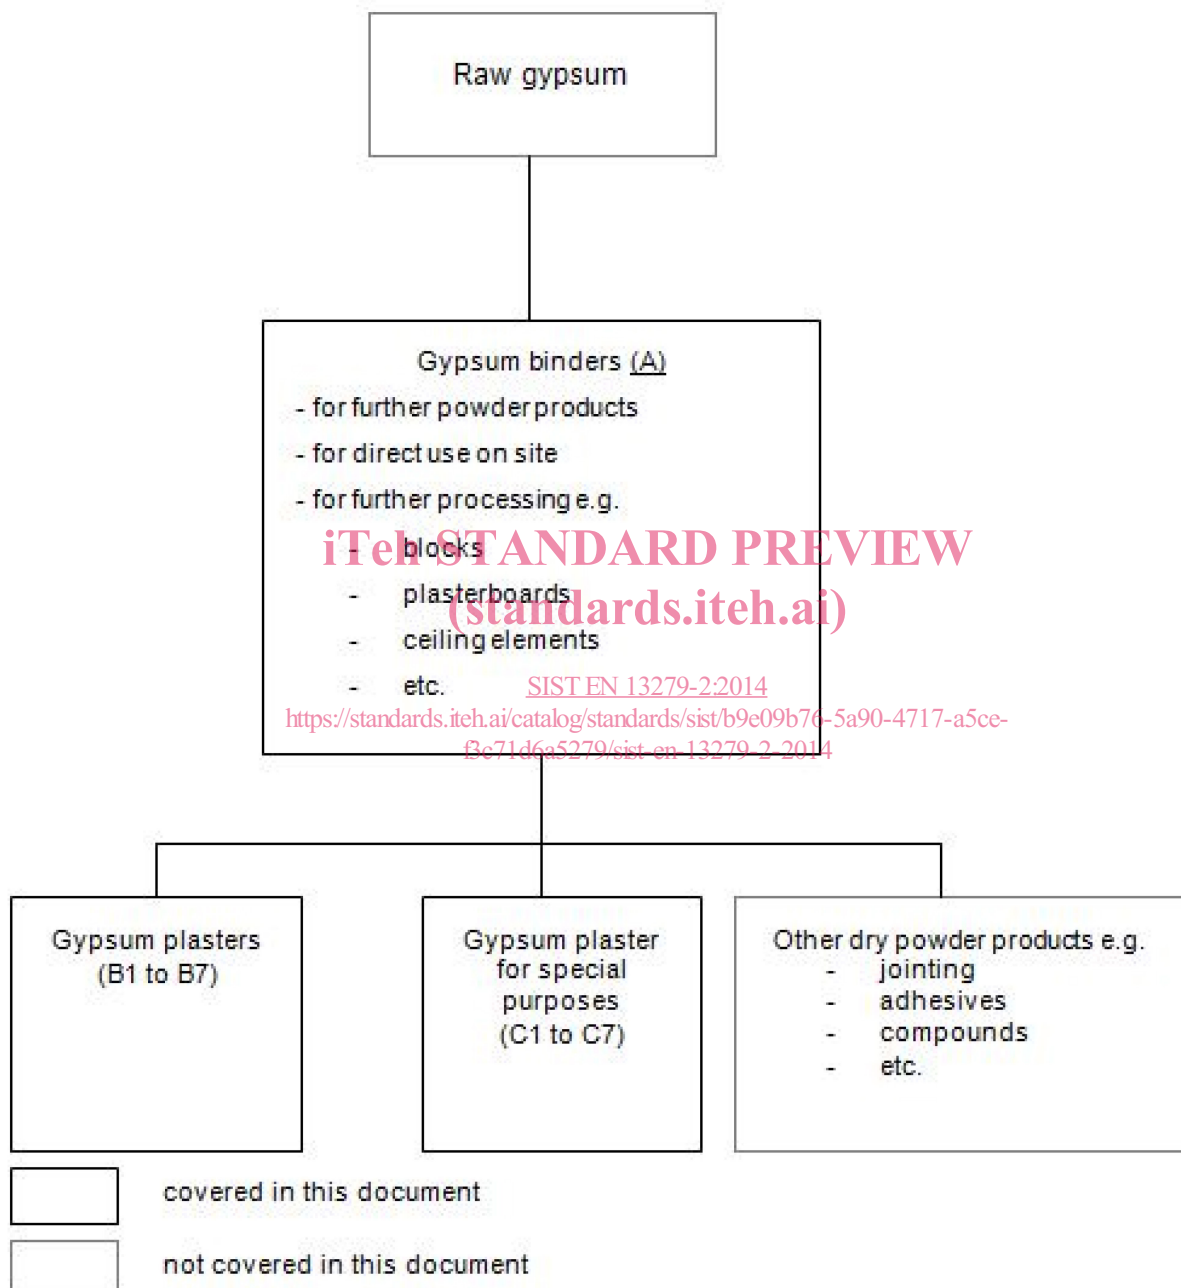 Raw gypsum
Gypsum binders (A)
- for further powder products
- for direct use on site
- for further processing e.g.
- blocks
- plasterboards
- ceiling elements
- etc.
iTeh STANDARD PREVIEW
(standards.iteh.ai)
SIST EN 13279-2:2014
https://standards.iteh.ai/catalog/standards/sist/b9e09b76-5a90-4717-a5ce-
f3c71d6a5279/sist-en-13279-2-2014
Gypsum plasters
(B1 to B7)
Gypsum plaster
for special
purposes
(C1 to C7)
Other dry powder products e.g.
- jointing
- adhesives
- compounds
- etc.
covered in this document
not covered in this document